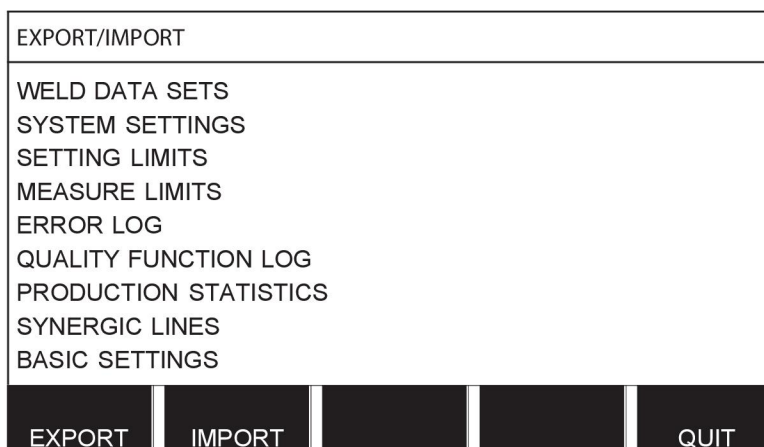 EXPORT/IMPORT
WELD DATA SETS
SYSTEM SETTINGS
SETTING LIMITS
MEASURE LIMITS
ERROR LOG
QUALITY FUNCTION LOG
PRODUCTION STATISTICS
SYNERGIC LINES
BASIC SETTINGS
EXPORT IMPORT QUIT